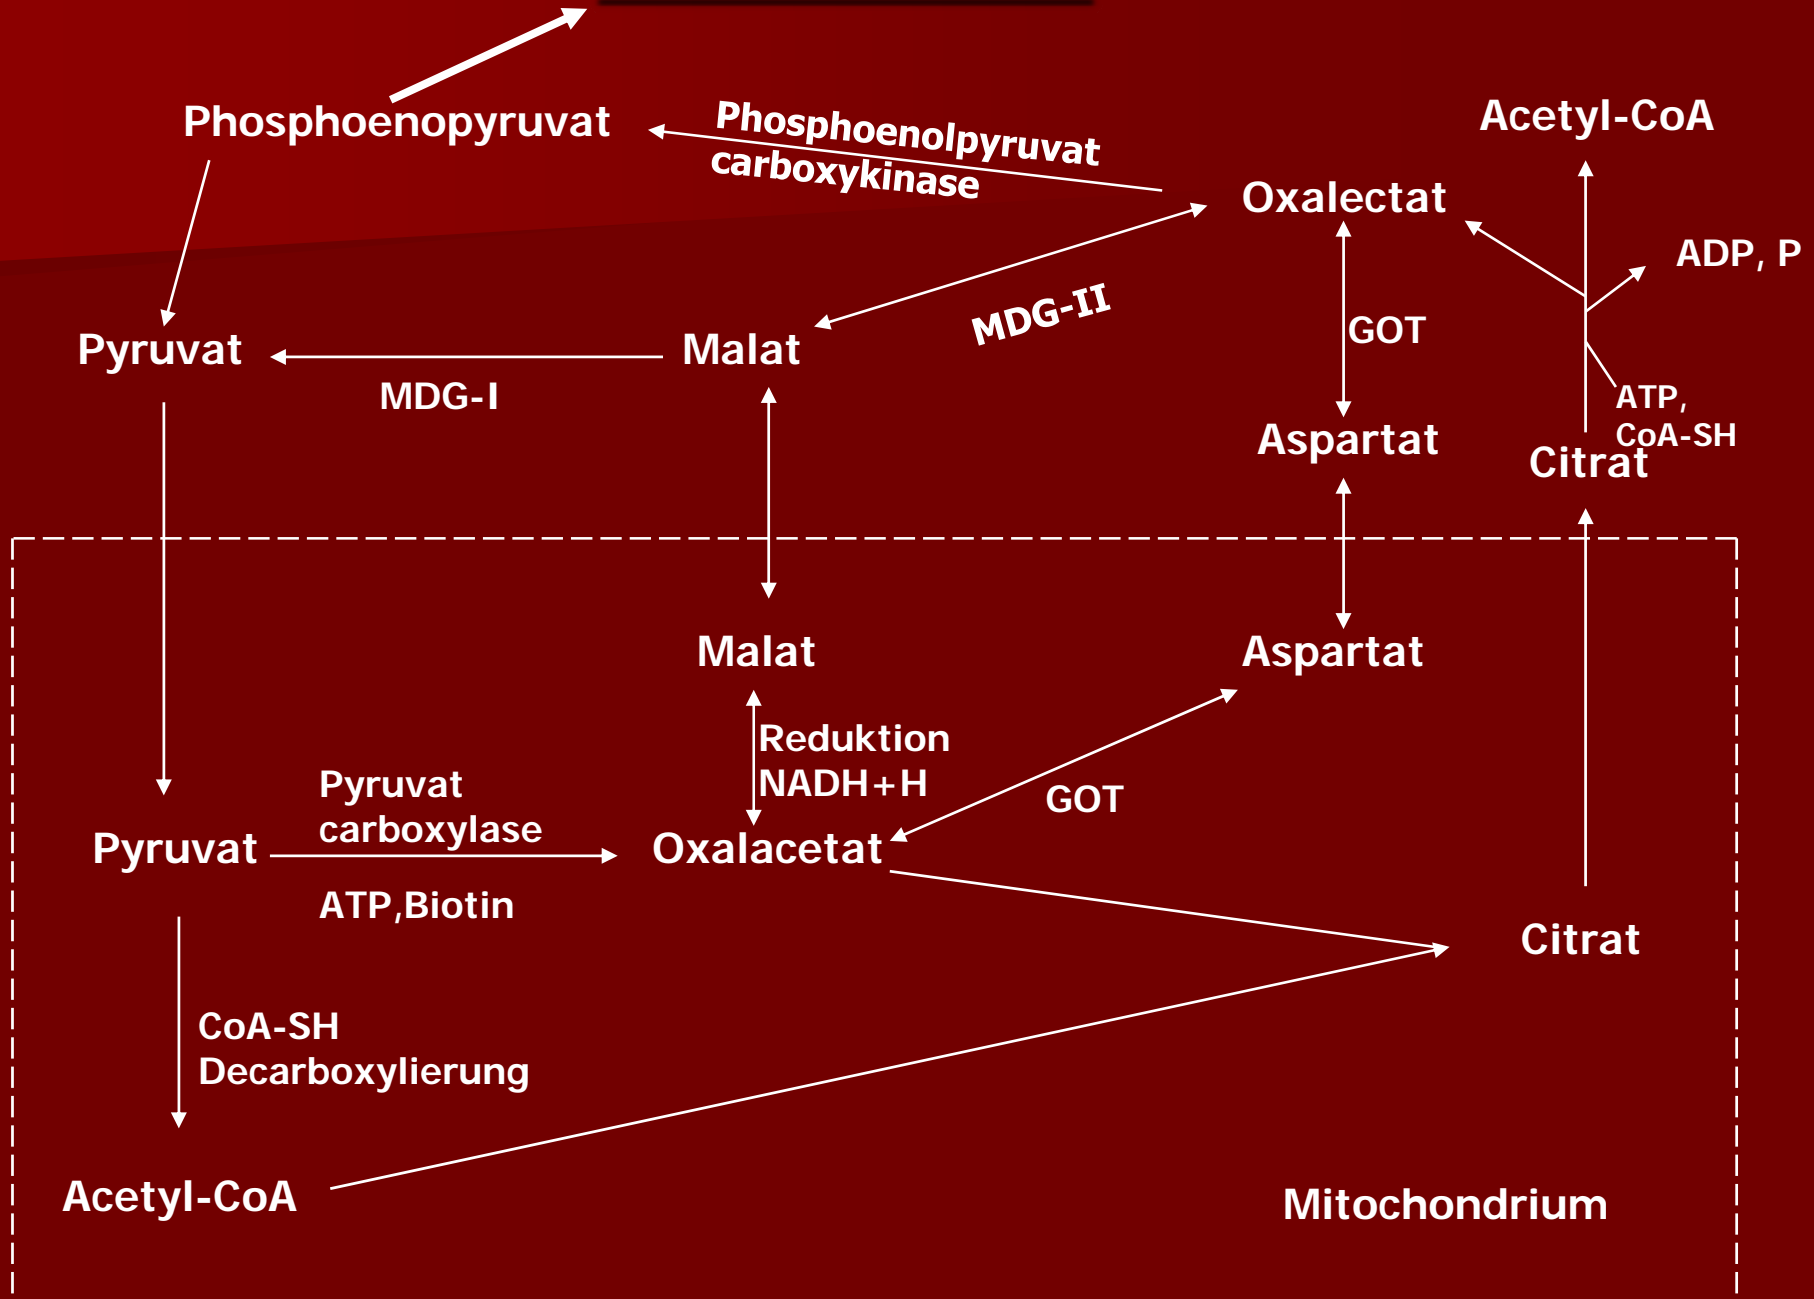 Phosphoenopyruvat
Phosphoenolpyruvat
carboxykinase
Acetyl-CoA
Oxalectat
ADP, P
MDG-II
GOT
Pyruvat
Malat
MDG-I
ATP,
CoA-SH
Aspartat
Citrat
Malat
Aspartat
Reduktion
NADH+H
GOT
Pyruvat
carboxylase
Pyruvat
Oxalacetat
ATP,Biotin
Citrat
CoA-SH
Decarboxylierung
Acetyl-CoA
Mitochondrium